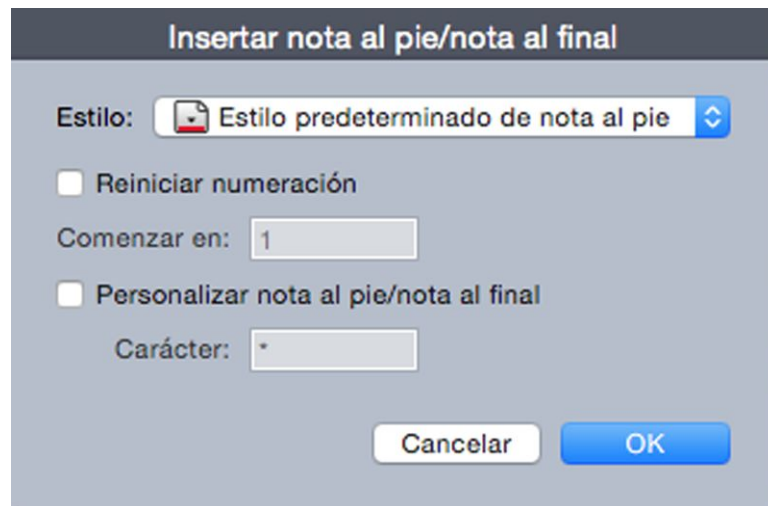 Insertar nota al pie/nota al final
Estilo: Estilo predeterminado de nota al pie
Reiniciar numeración
Comenzar en: 1
Personalizar nota al pie/nota al final
Carácter: *
Cancelar OK